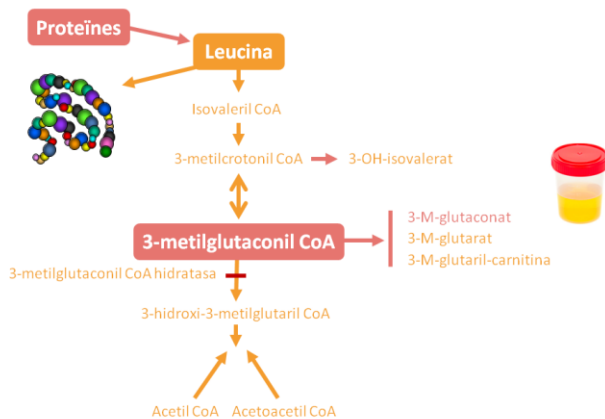 Proteïnes
Leucina
Isovaleril CoA
3-metilcrotonil CoA
3-OH-isovalerat
3-metilglutaconil CoA
3-M-glutaconat
3-M-glutarat
3-M-glutaril-carnitina
3-metilglutaconil CoA hidratasa
3-hidroxi-3-metilglutaril CoA
Acetil CoA
Acetoacetil CoA